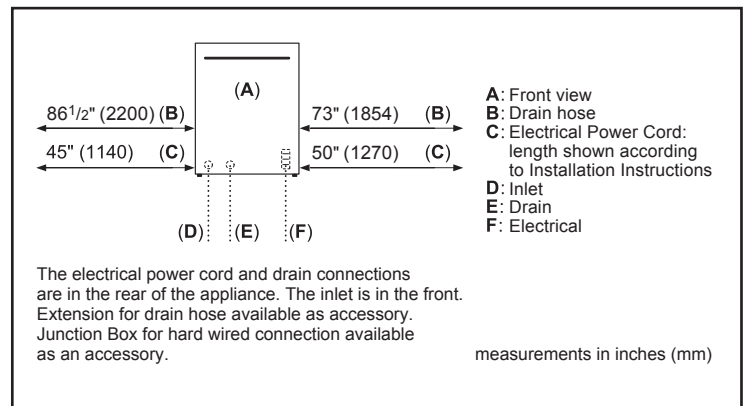 (A)
86 1/2" (2200) (B)
73" (1854) (B)
45" (1140) (C)
50" (1270) (C)
(D)
(E)
(F)
A: Front view
B: Drain hose
C: Electrical Power Cord:
length shown according
to Installation Instructions
D: Inlet
E: Drain
F: Electrical
The electrical power cord and drain connections
are in the rear of the appliance. The inlet is in the front.
Extension for drain hose available as accessory.
Junction Box for hard wired connection available
as an accessory.
measurements in inches (mm)